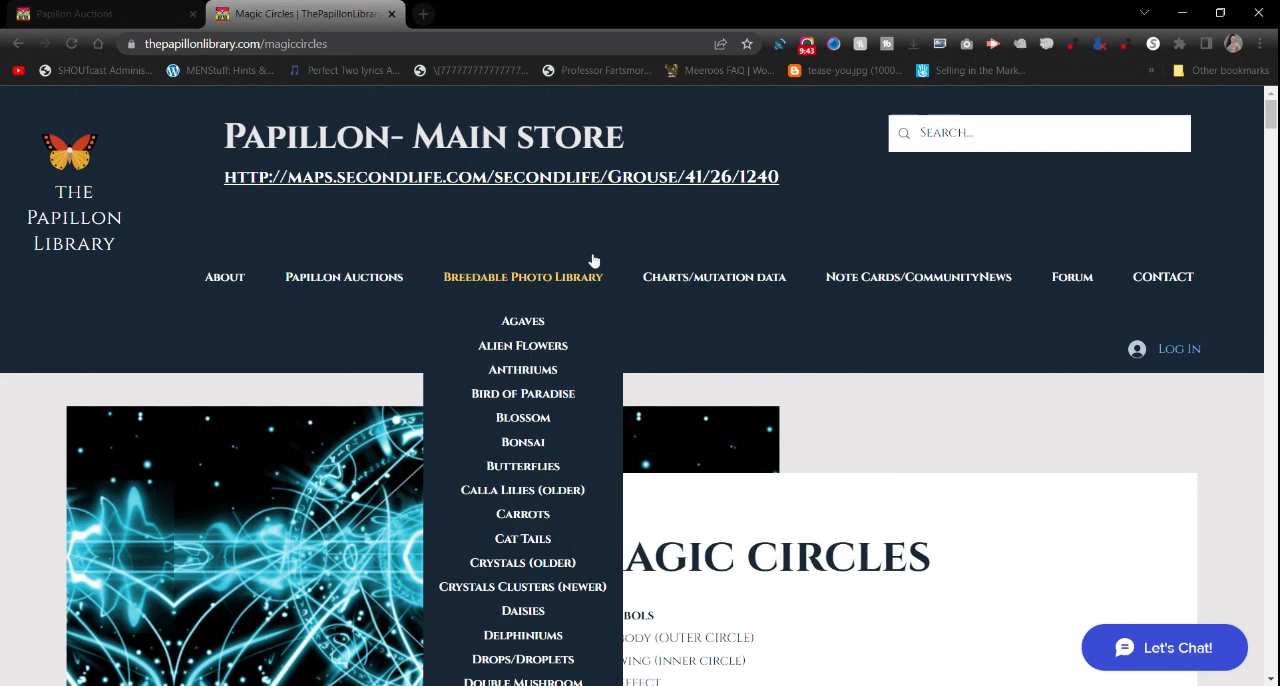 Papillon Auctions
Magic Circles | ThePapillonLibrar
thepapillonlibrary.com/magiccircles
9:43
SHOUTcast Adminis...
MENStuff: Hints &...
Perfect Two lyrics A...
Professor Fartsmor...
Meeroos FAQ | Wo...
tease-you.jpg (1000...
Selling in the Mark...
»
Other bookmarks
THE
PAPILLON
LIBRARY
PAPILLON- MAIN STORE
HTTP://MAPS.SECONDLIFE.COM/SECONDLIFE/GROUSE/41/26/1240
Search...
ABOUT
PAPILLON AUCTIONS
BREEDABLE PHOTO LIBRARY
CHARTS/MUTATION DATA
NOTE CARDS/COMMUNITYNEWS
FORUM
CONTACT
LOG IN
AGAVES
ALIEN FLOWERS
ANTHRIUMS
BIRD OF PARADISE
BLOSSOM
BONSAI
BUTTERFLIES
CALLA LILIES (OLDER)
CARROTS
CAT TAILS
CRYSTALS (OLDER)
CRYSTALS CLUSTERS (NEWER)
DAISIES
DELPHINIUMS
DROPS/DROPLETS
DOUBLE MUSHROOM
AGIC CIRCLES
BOLS
BODY (OUTER CIRCLE)
WING (INNER CIRCLE)
EFFECT
Let's Chat!